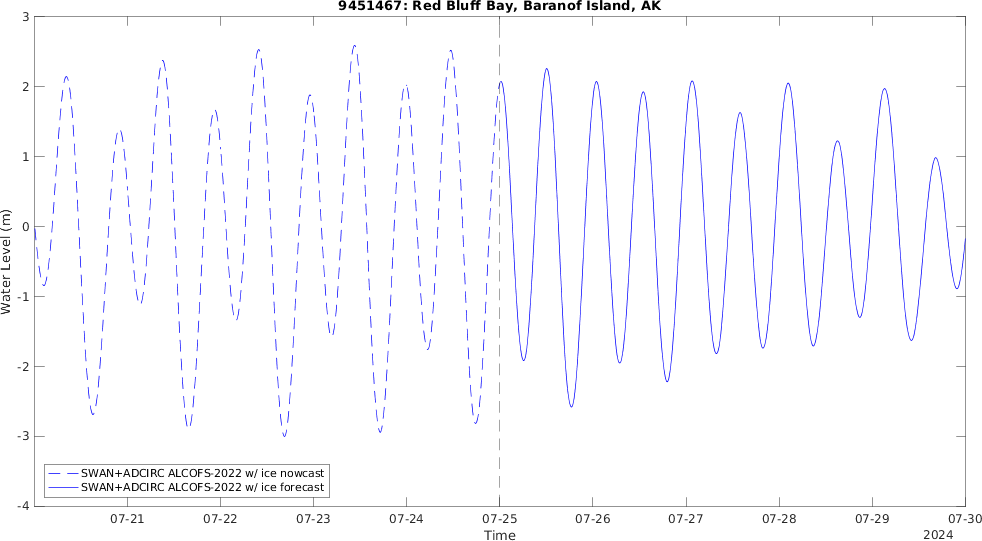 9451467: Red Bluff Bay, Baranof Island, AK
3
2
1
0
-1
-2
-3
-4
Water Level (m)
SWAN+ADCIRC ALCOFS-2022 w/ ice nowcast
SWAN+ADCIRC ALCOFS-2022 w/ ice forecast
07-21 07-22 07-23 07-24 07-25 07-26 07-27 07-28 07-29 07-30
Time
2024